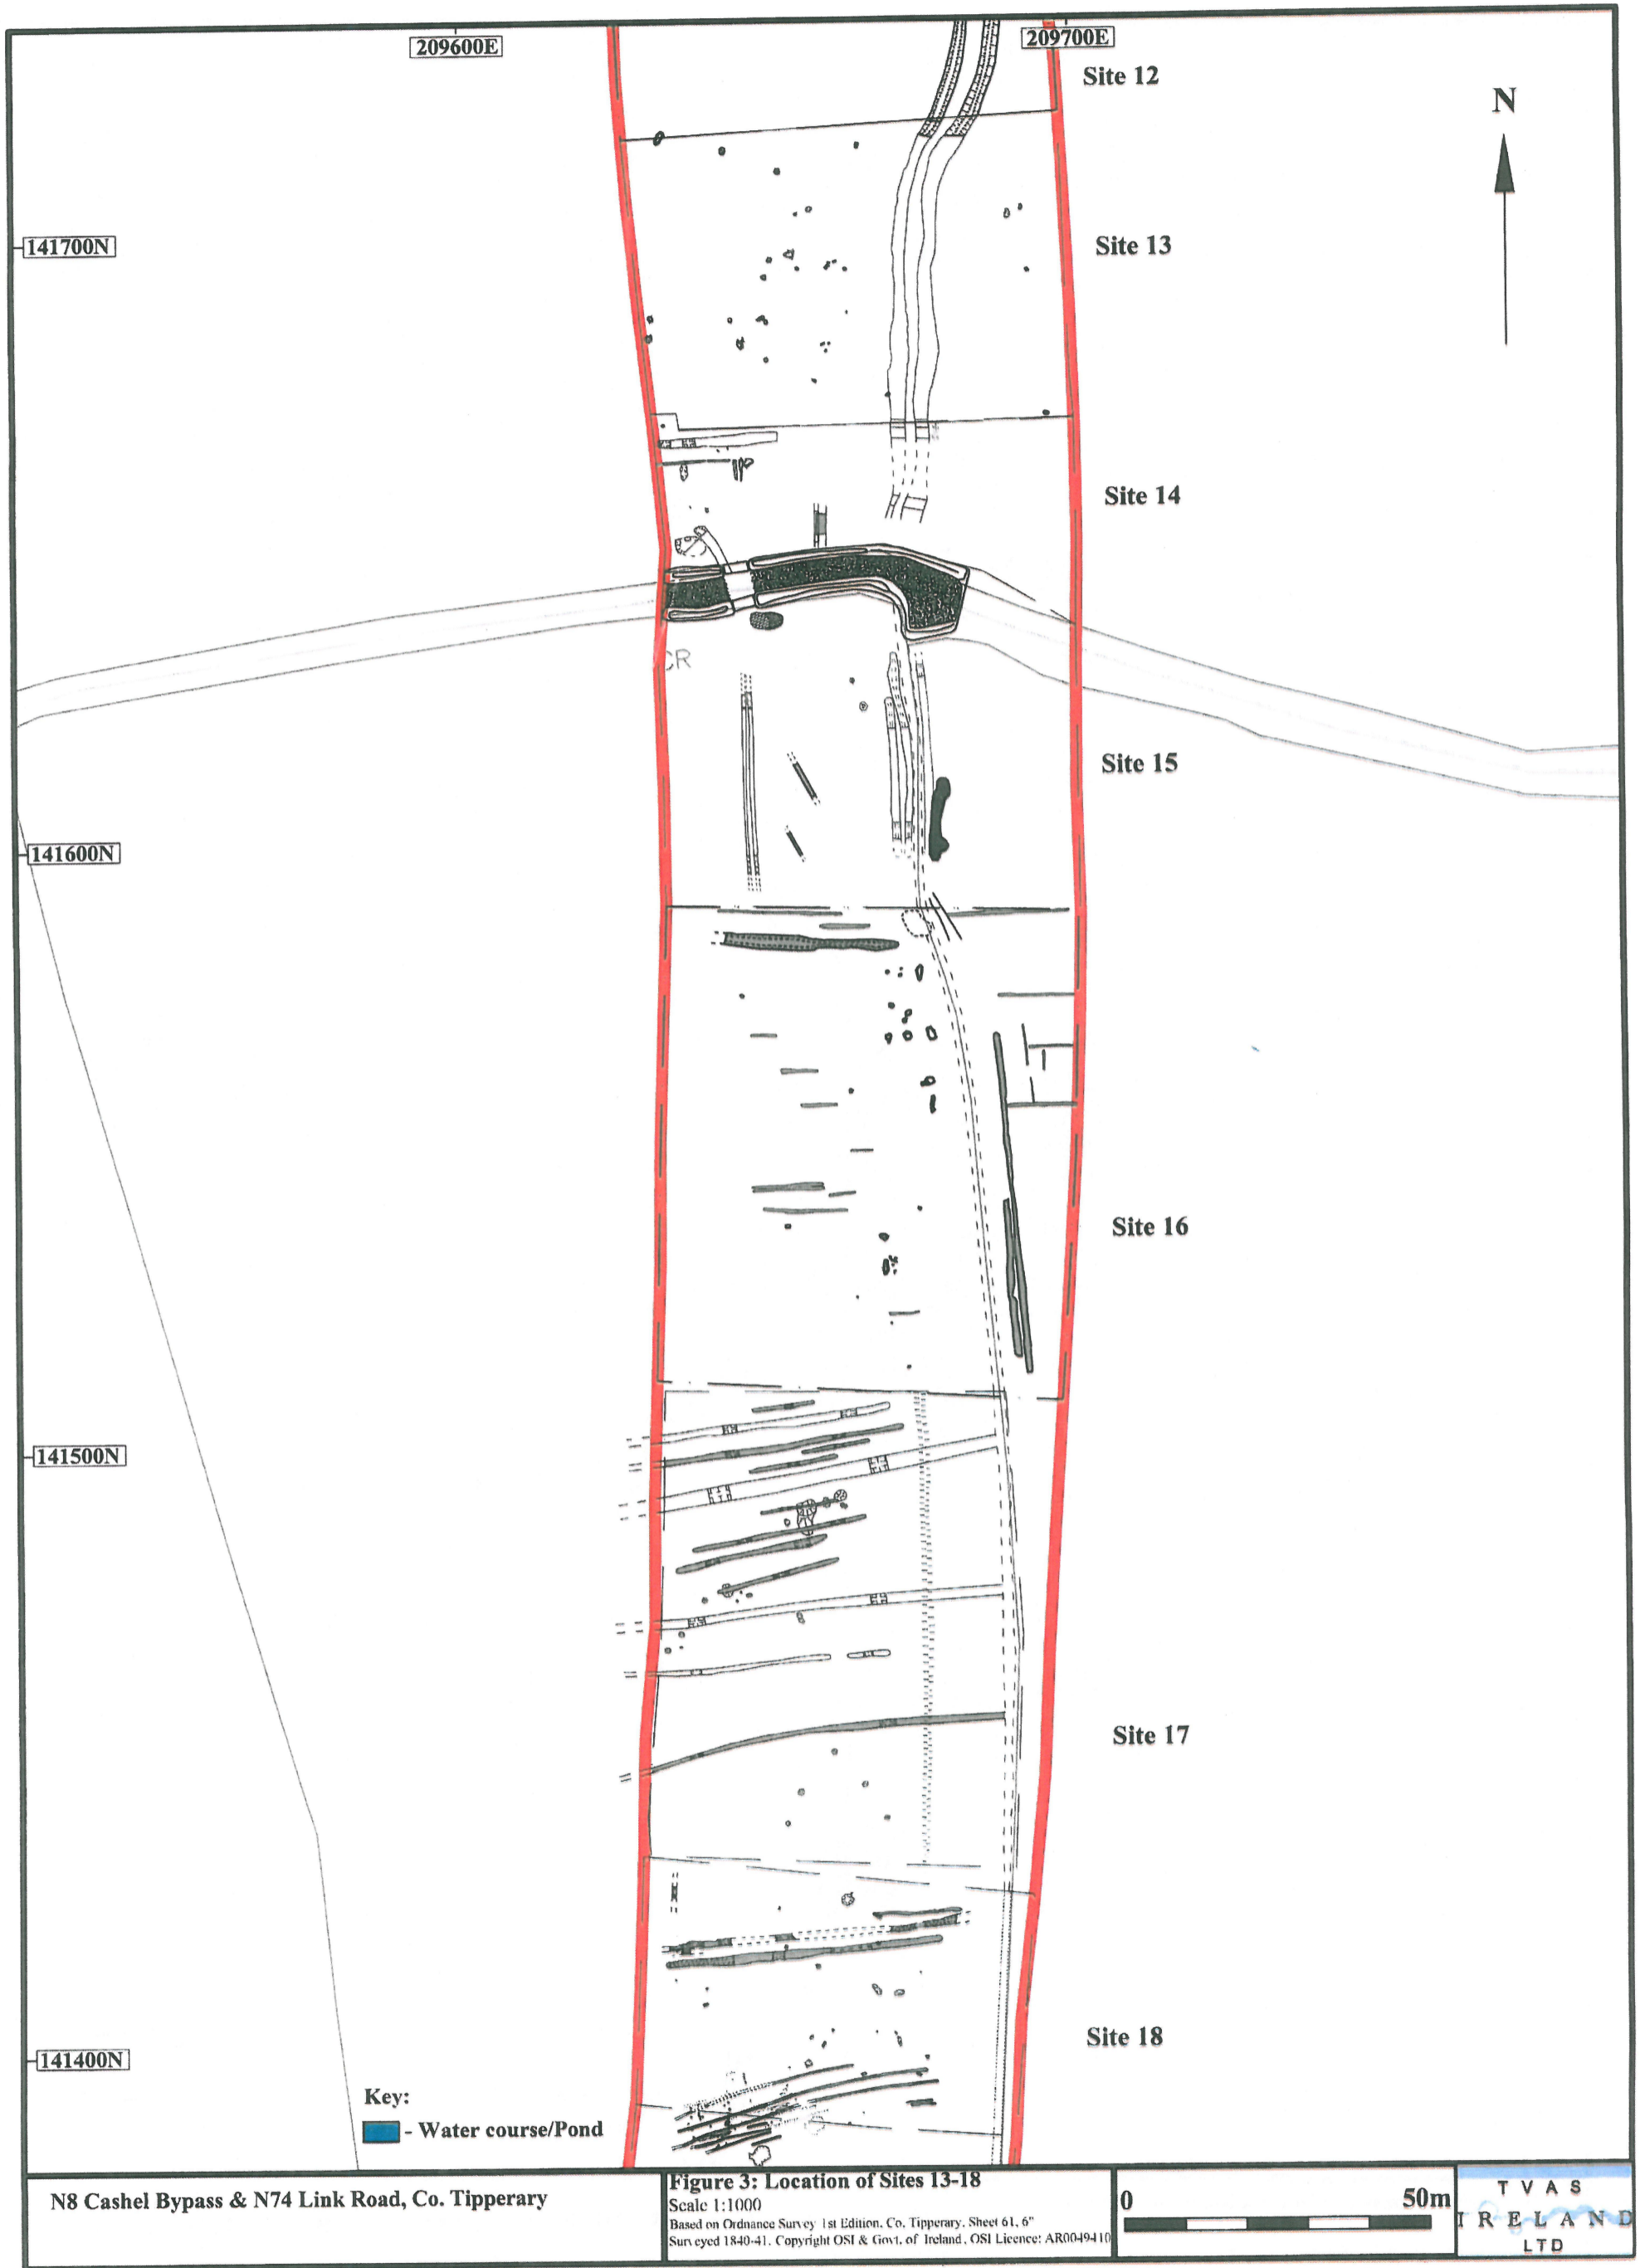 209600E
209700E
Site 12
N
141700N
Site 13
Site 14
CR
Site 15
141600N
Site 16
141500N
Site 17
Site 18
141400N
Key:
- Water course/Pond
N8 Cashel Bypass & N74 Link Road, Co. Tipperary
Figure 3: Location of Sites 13-18
Scale 1:1000
Based on Ordnance Survey 1st Edition, Co. Tipperary. Sheet 61, 6"
Surveyed 1840-41. Copyright OSI & Govt. of Ireland, OSI Licence: AR0049410
0 50m
T V A S
I R E L A N D
LTD